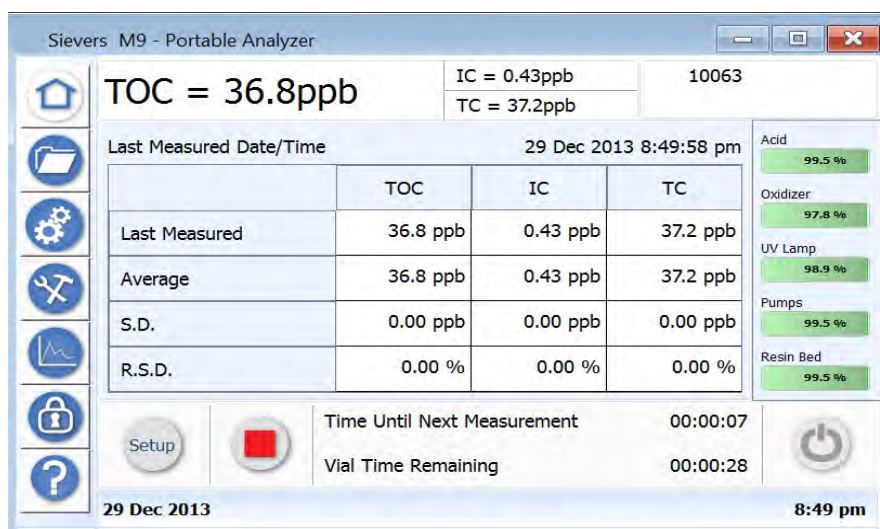 Sievers M9 - Portable Analyzer
TOC = 36.8ppb
IC = 0.43ppb
TC = 37.2ppb
10063
Last Measured Date/Time 29 Dec 2013 8:49:58 pm
TOC IC TC
Last Measured 36.8 ppb 0.43 ppb 37.2 ppb
Average 36.8 ppb 0.43 ppb 37.2 ppb
S.D. 0.00 ppb 0.00 ppb 0.00 ppb
R.S.D. 0.00 % 0.00 % 0.00 %
Acid
99.5 %
Oxidizer
97.8 %
UV Lamp
98.9 %
Pumps
99.5 %
Resin Bed
99.5 %
Setup
Time Until Next Measurement 00:00:07
Vial Time Remaining 00:00:28
29 Dec 2013 8:49 pm